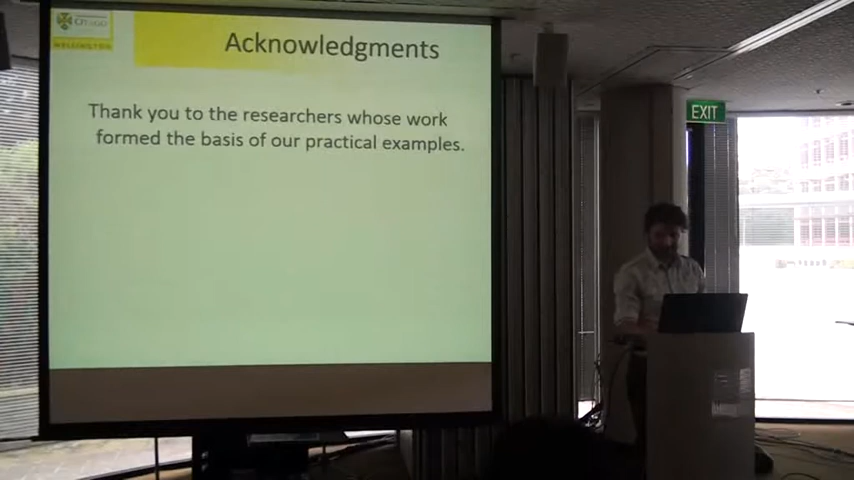 OTAGO
WELLINGTON
Acknowledgments
Thank you to the researchers whose work
formed the basis of our practical examples.
EXIT